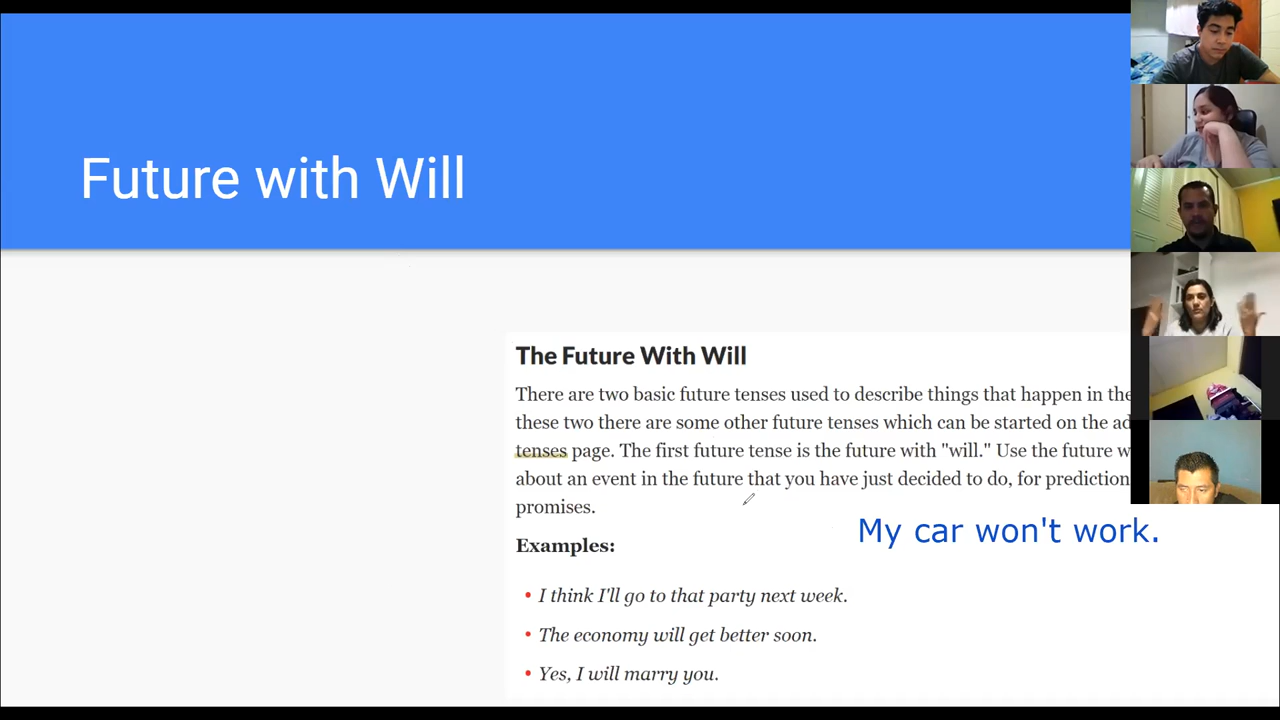 Future with Will
The Future With Will
There are two basic future tenses used to describe things that happen in the
these two there are some other future tenses which can be started on the ad
tenses page. The first future tense is the future with "will." Use the future w
about an event in the future that you have just decided to do, for prediction
promises.
My car won't work.
Examples:
• I think I'll go to that party next week.
• The economy will get better soon.
• Yes, I will marry you.